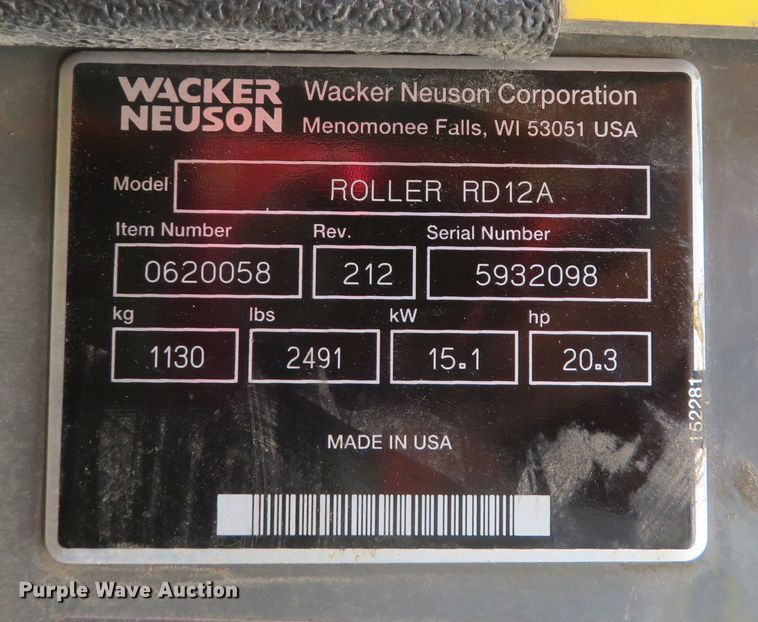 WACKER
NEUSON
Wacker Neuson Corporation
Menomonee Falls, WI 53051 USA
Model ROLLER RD12A
Item Number Rev. Serial Number
0620058 212 5932098
kg lbs kW hp
1130 2491 15.1 20.3
152281
MADE IN USA
Purple Wave Auction